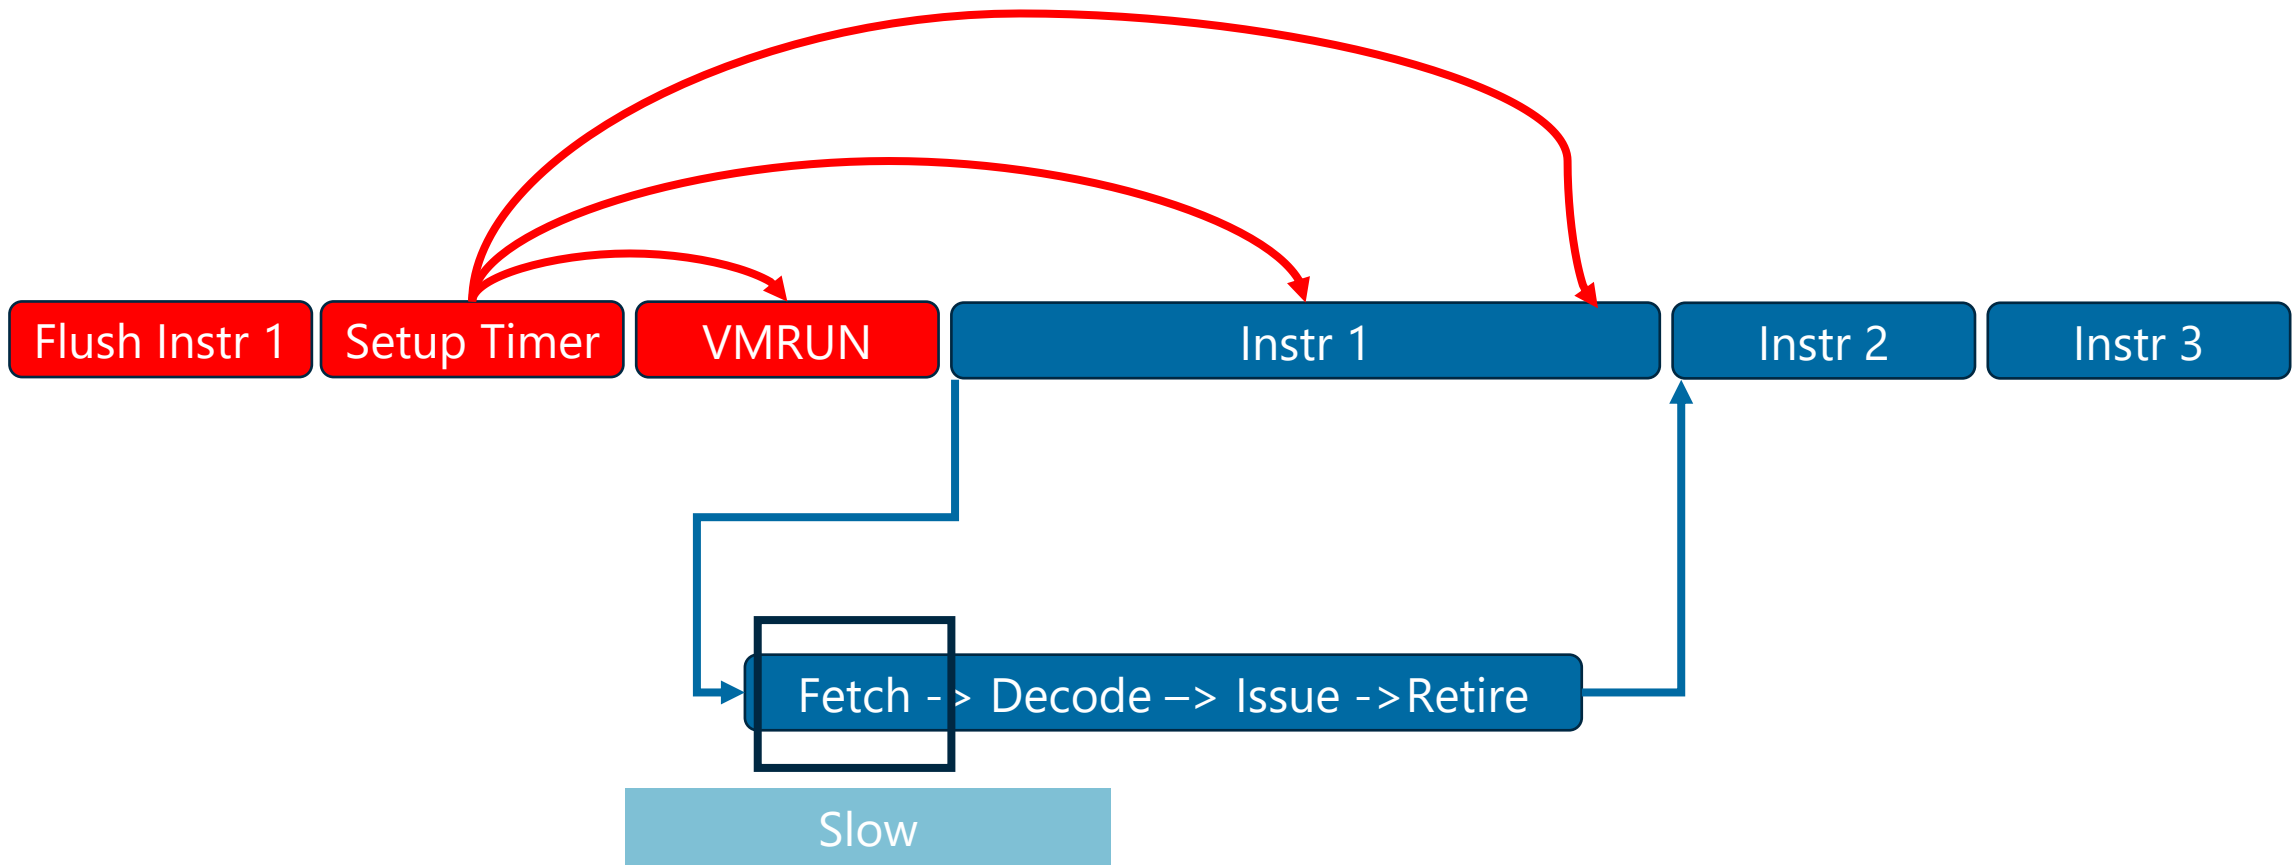 Flush Instr 1
Setup Timer
VMRUN
Instr 1
Instr 2
Instr 3
Fetch -> Decode –> Issue ->Retire
Slow